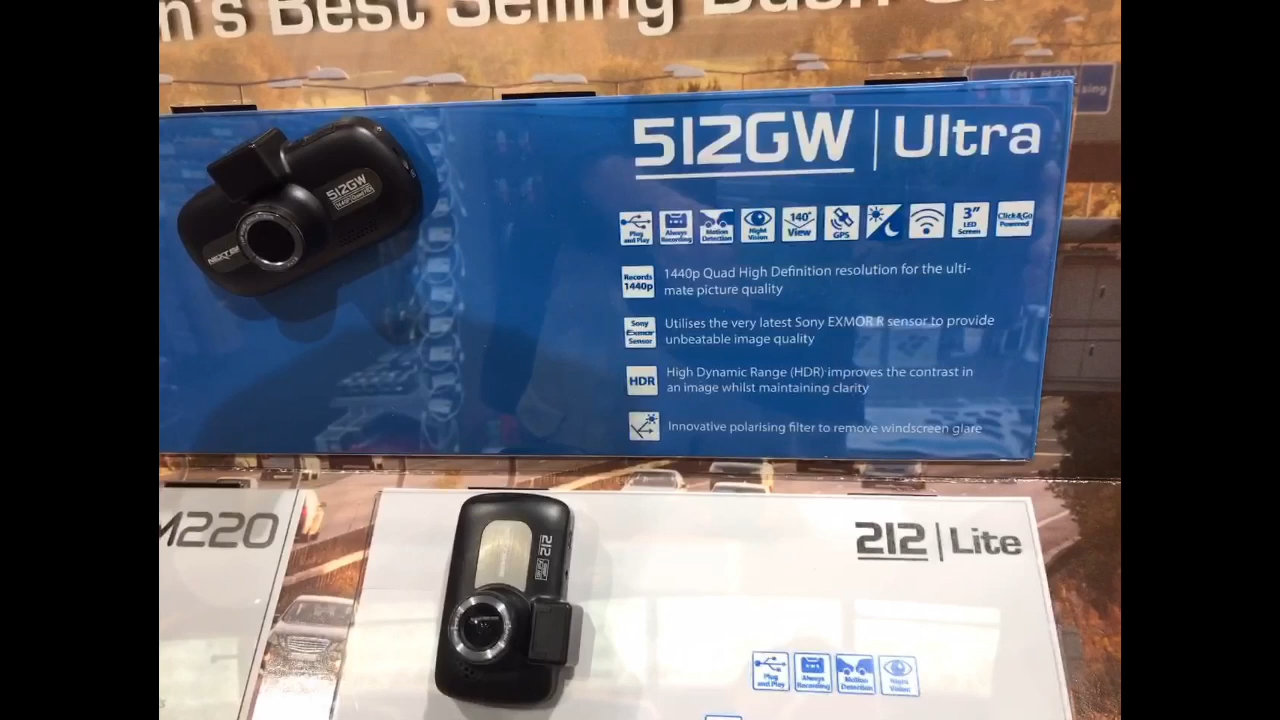 n's Best Selling Dash
512GW | Ultra
512GW
1440P Quad HD
NEXTBASE
Plug and Play
Always Recording
Motion Detection
Night Vision
140° View
GPS
3" LED Screen
Click&Go Powered
Records 1440p
1440p Quad High Definition resolution for the ulti-
mate picture quality
Sony Exmor Sensor
Utilises the very latest Sony EXMOR R sensor to provide
unbeatable image quality
HDR
High Dynamic Range (HDR) improves the contrast in
an image whilst maintaining clarity
Innovative polarising filter to remove windscreen glare
M220
212 | Lite
212
Plug and Play
Always Recording
Motion Detection
Night Vision